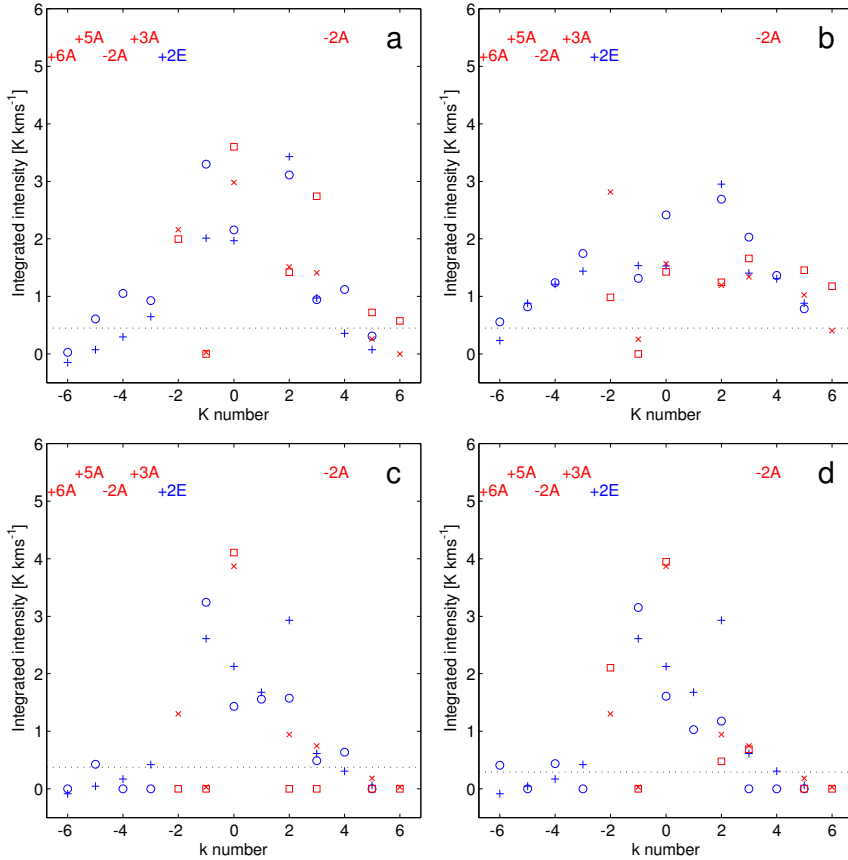 6
5
4
3
2
1
0
Integrated intensity [K kms⁻¹]
+5A +3A -2A
+6A -2A +2E
a
-6 -4 -2 0 2 4 6
K number
6
5
4
3
2
1
0
Integrated intensity [K kms⁻¹]
+5A +3A -2A
+6A -2A +2E
b
-6 -4 -2 0 2 4 6
K number
6
5
4
3
2
1
0
Integrated intensity [K kms⁻¹]
+5A +3A -2A
+6A -2A +2E
c
-6 -4 -2 0 2 4 6
k number
6
5
4
3
2
1
0
Integrated intensity [K kms⁻¹]
+5A +3A -2A
+6A -2A +2E
d
-6 -4 -2 0 2 4 6
k number